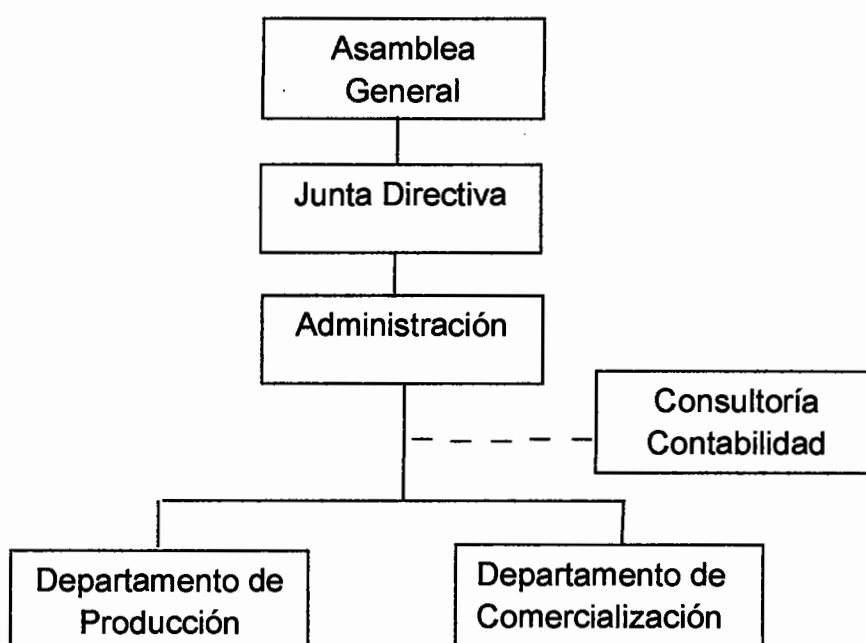 Asamblea
General
Junta Directiva
Administración
Consultoría
Contabilidad
Departamento de
Producción
Departamento de
Comercialización